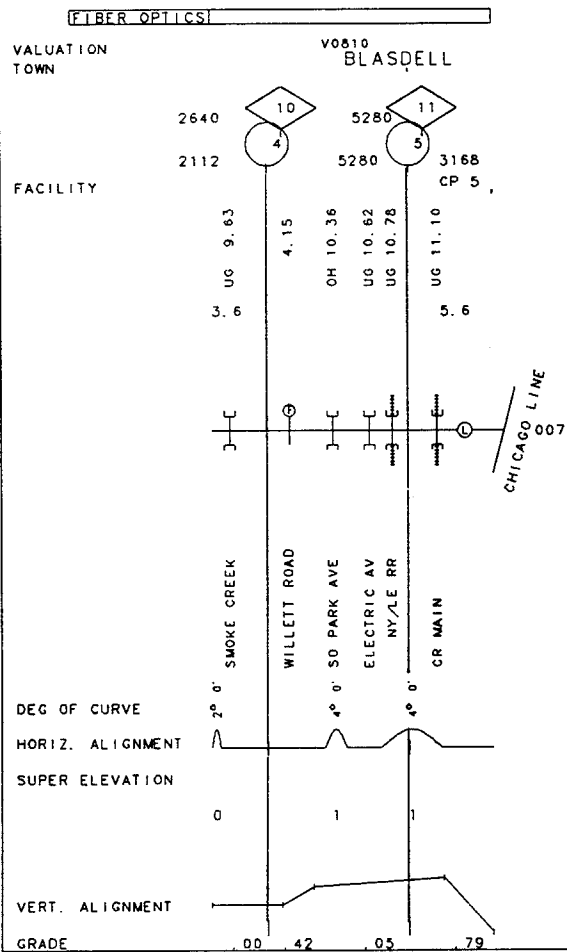 FIBER OPTICS
VALUATION V0810
TOWN BLASDELL
10 11
2640 5280
4 5
2112 5280 3168
CP 5
FACILITY
UG 9.63
4.15
OH 10.36
UG 10.62
UG 10.78
UG 11.10
3.6 5.6
P
L
CHICAGO LINE
007
SMOKE CREEK
WILLETT ROAD
SO PARK AVE
ELECTRIC AV
NY/LE RR
CR MAIN
DEG OF CURVE 2° 0' 4° 0' 4° 0'
HORIZ. ALIGNMENT
SUPER ELEVATION
0 1 1
VERT. ALIGNMENT
GRADE .00 .42 .05 .79